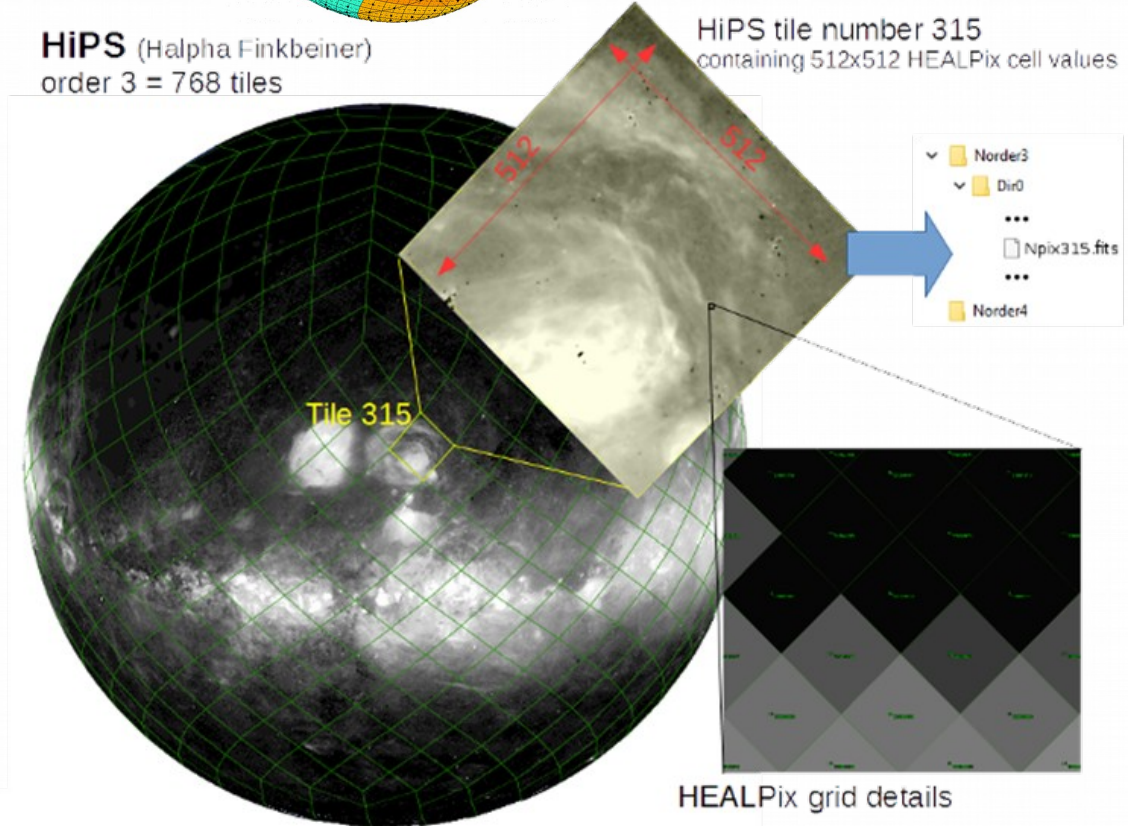 HiPS (Halpha Finkbeiner)
order 3 = 768 tiles
HiPS tile number 315
containing 512x512 HEALPix cell values
512
512
Norder3
Dir0
•••
Npix315.fits
•••
Norder4
Tile 315
HEALPix grid details